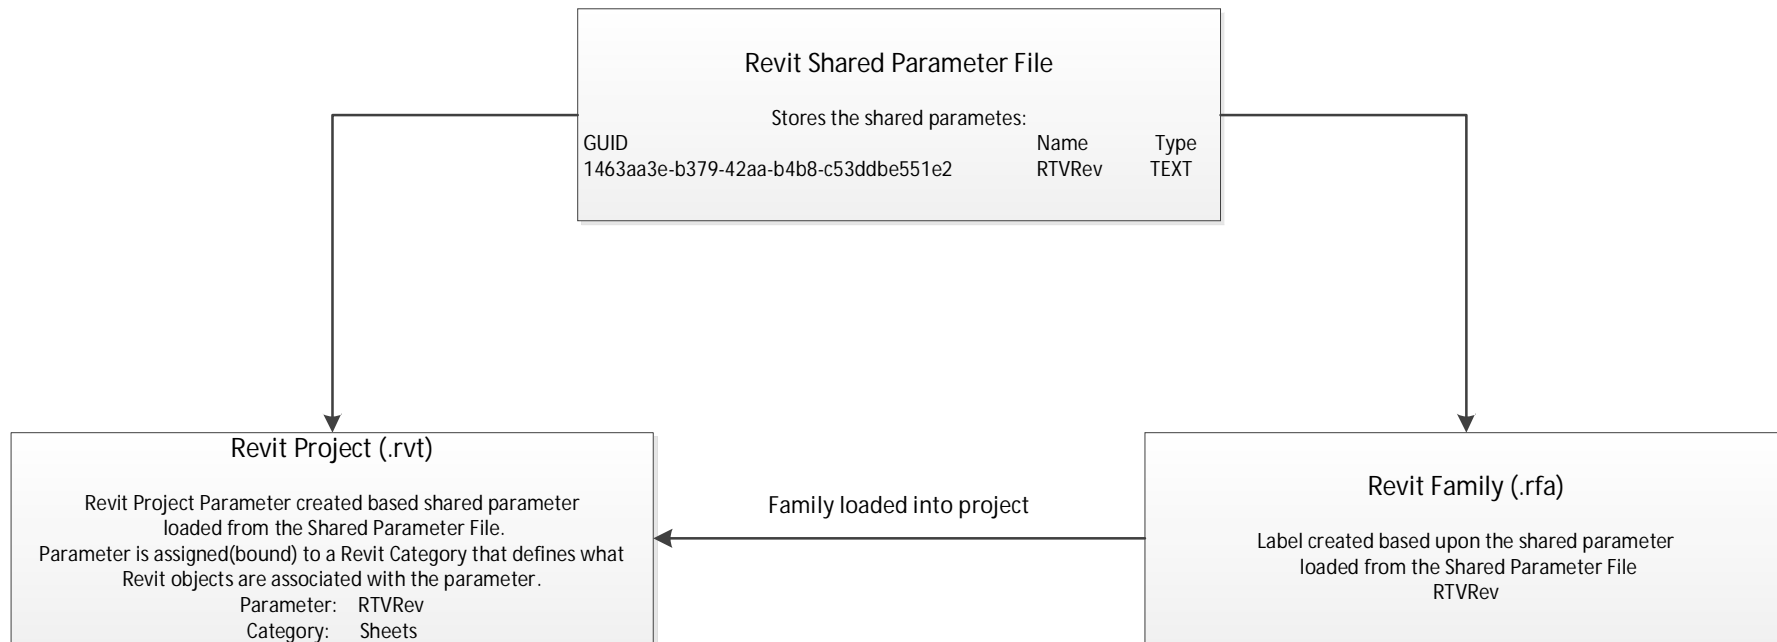 Revit Shared Parameter File
Stores the shared parametes:
GUID Name Type
1463aa3e-b379-42aa-b4b8-c53ddbe551e2 RTVRev TEXT
Revit Project (.rvt)
Revit Project Parameter created based shared parameter
loaded from the Shared Parameter File.
Parameter is assigned(bound) to a Revit Category that defines what
Revit objects are associated with the parameter.
Parameter: RTVRev
Category: Sheets
Family loaded into project
Revit Family (.rfa)
Label created based upon the shared parameter
loaded from the Shared Parameter File
RTVRev